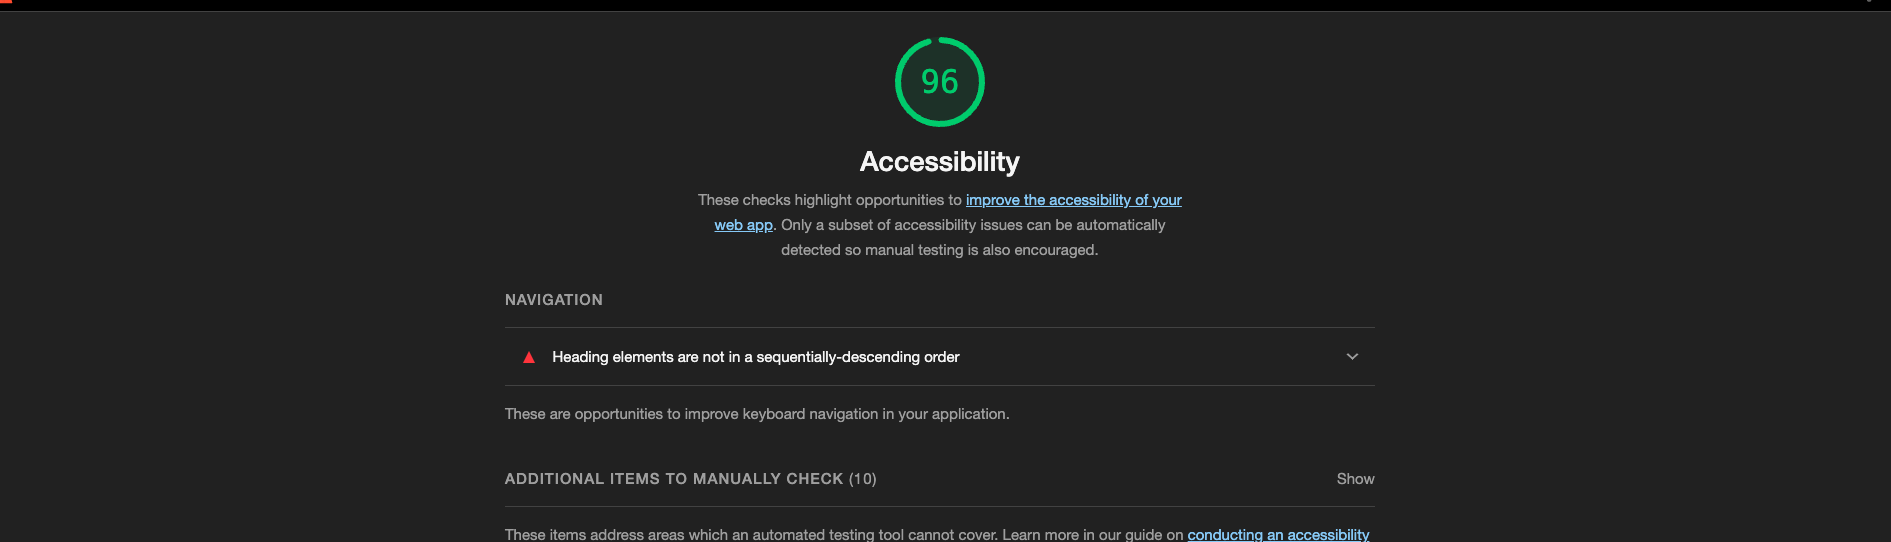 96
Accessibility
These checks highlight opportunities to improve the accessibility of your
web app. Only a subset of accessibility issues can be automatically
detected so manual testing is also encouraged.
NAVIGATION
Heading elements are not in a sequentially-descending order
These are opportunities to improve keyboard navigation in your application.
ADDITIONAL ITEMS TO MANUALLY CHECK (10) Show
These items address areas which an automated testing tool cannot cover. Learn more in our guide on conducting an accessibility